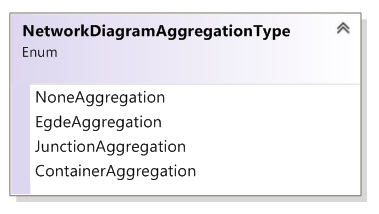 NetworkDiagramAggregationType
Enum
NoneAggregation
EgdeAggregation
JunctionAggregation
ContainerAggregation